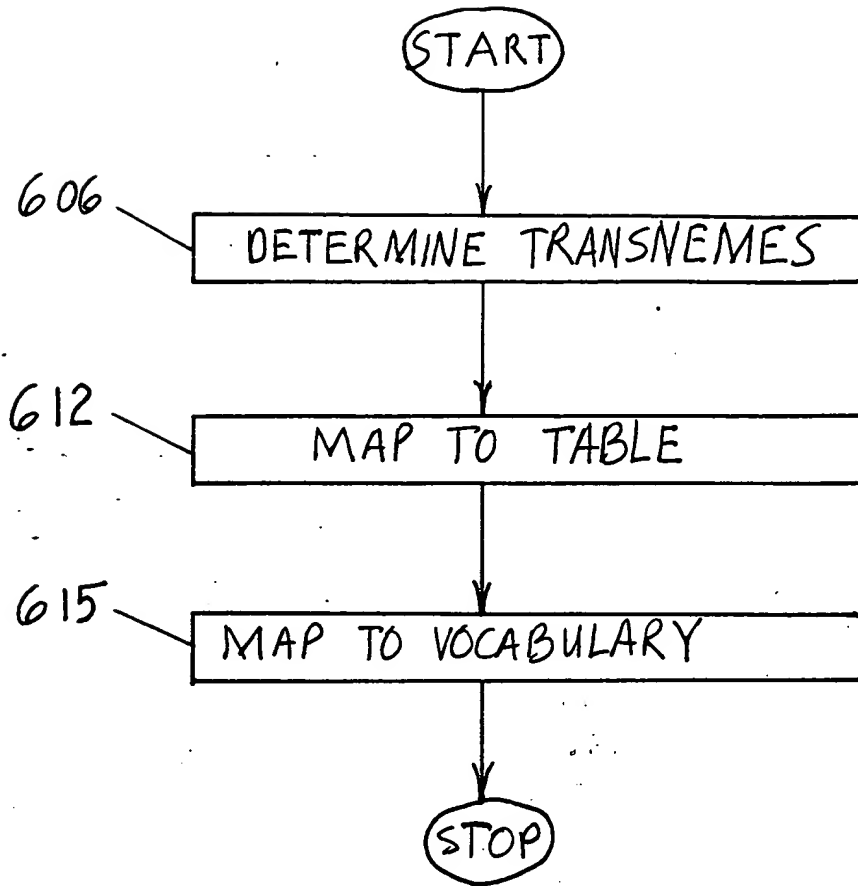 START
606
DETERMINE TRANSNEMES
612
MAP TO TABLE
615
MAP TO VOCABULARY
STOP